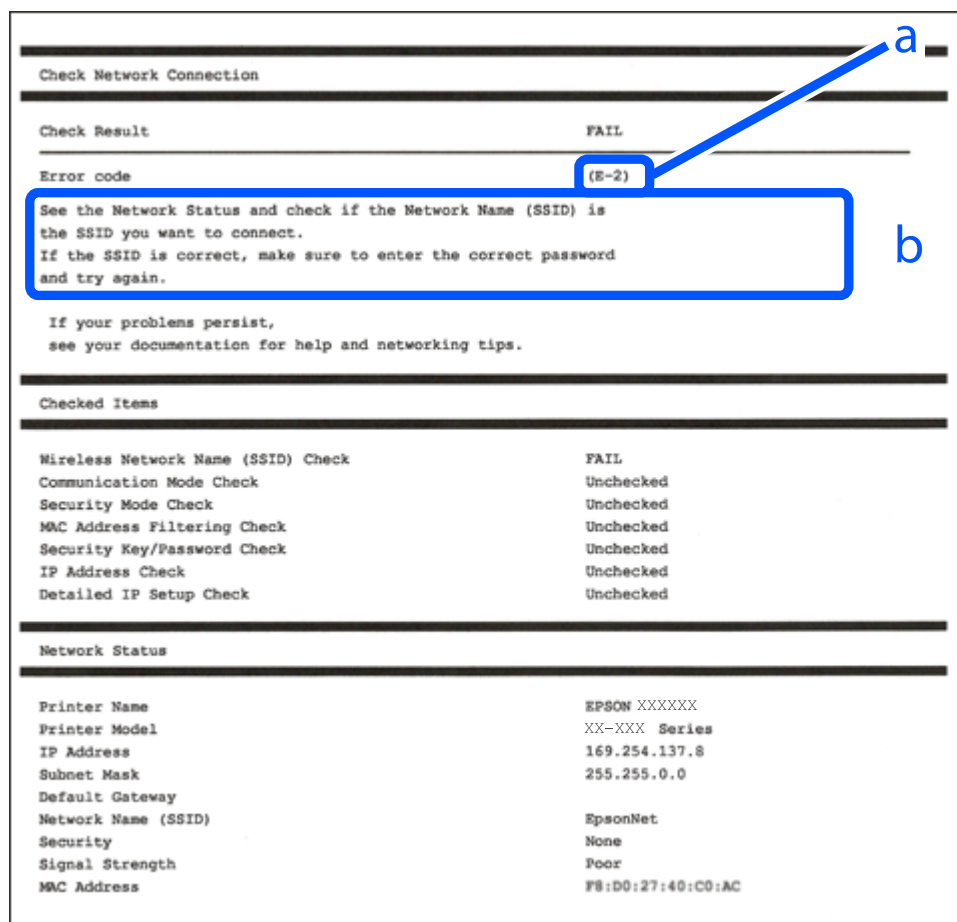 a
Check Network Connection
Check Result FAIL
Error code (E-2)
See the Network Status and check if the Network Name (SSID) is
the SSID you want to connect.
If the SSID is correct, make sure to enter the correct password
and try again.
b
If your problems persist,
see your documentation for help and networking tips.
Checked Items
Wireless Network Name (SSID) Check FAIL
Communication Mode Check Unchecked
Security Mode Check Unchecked
MAC Address Filtering Check Unchecked
Security Key/Password Check Unchecked
IP Address Check Unchecked
Detailed IP Setup Check Unchecked
Network Status
Printer Name EPSON XXXXXX
Printer Model XX-XXX Series
IP Address 169.254.137.8
Subnet Mask 255.255.0.0
Default Gateway
Network Name (SSID) EpsonNet
Security None
Signal Strength Poor
MAC Address F8:D0:27:40:C0:AC